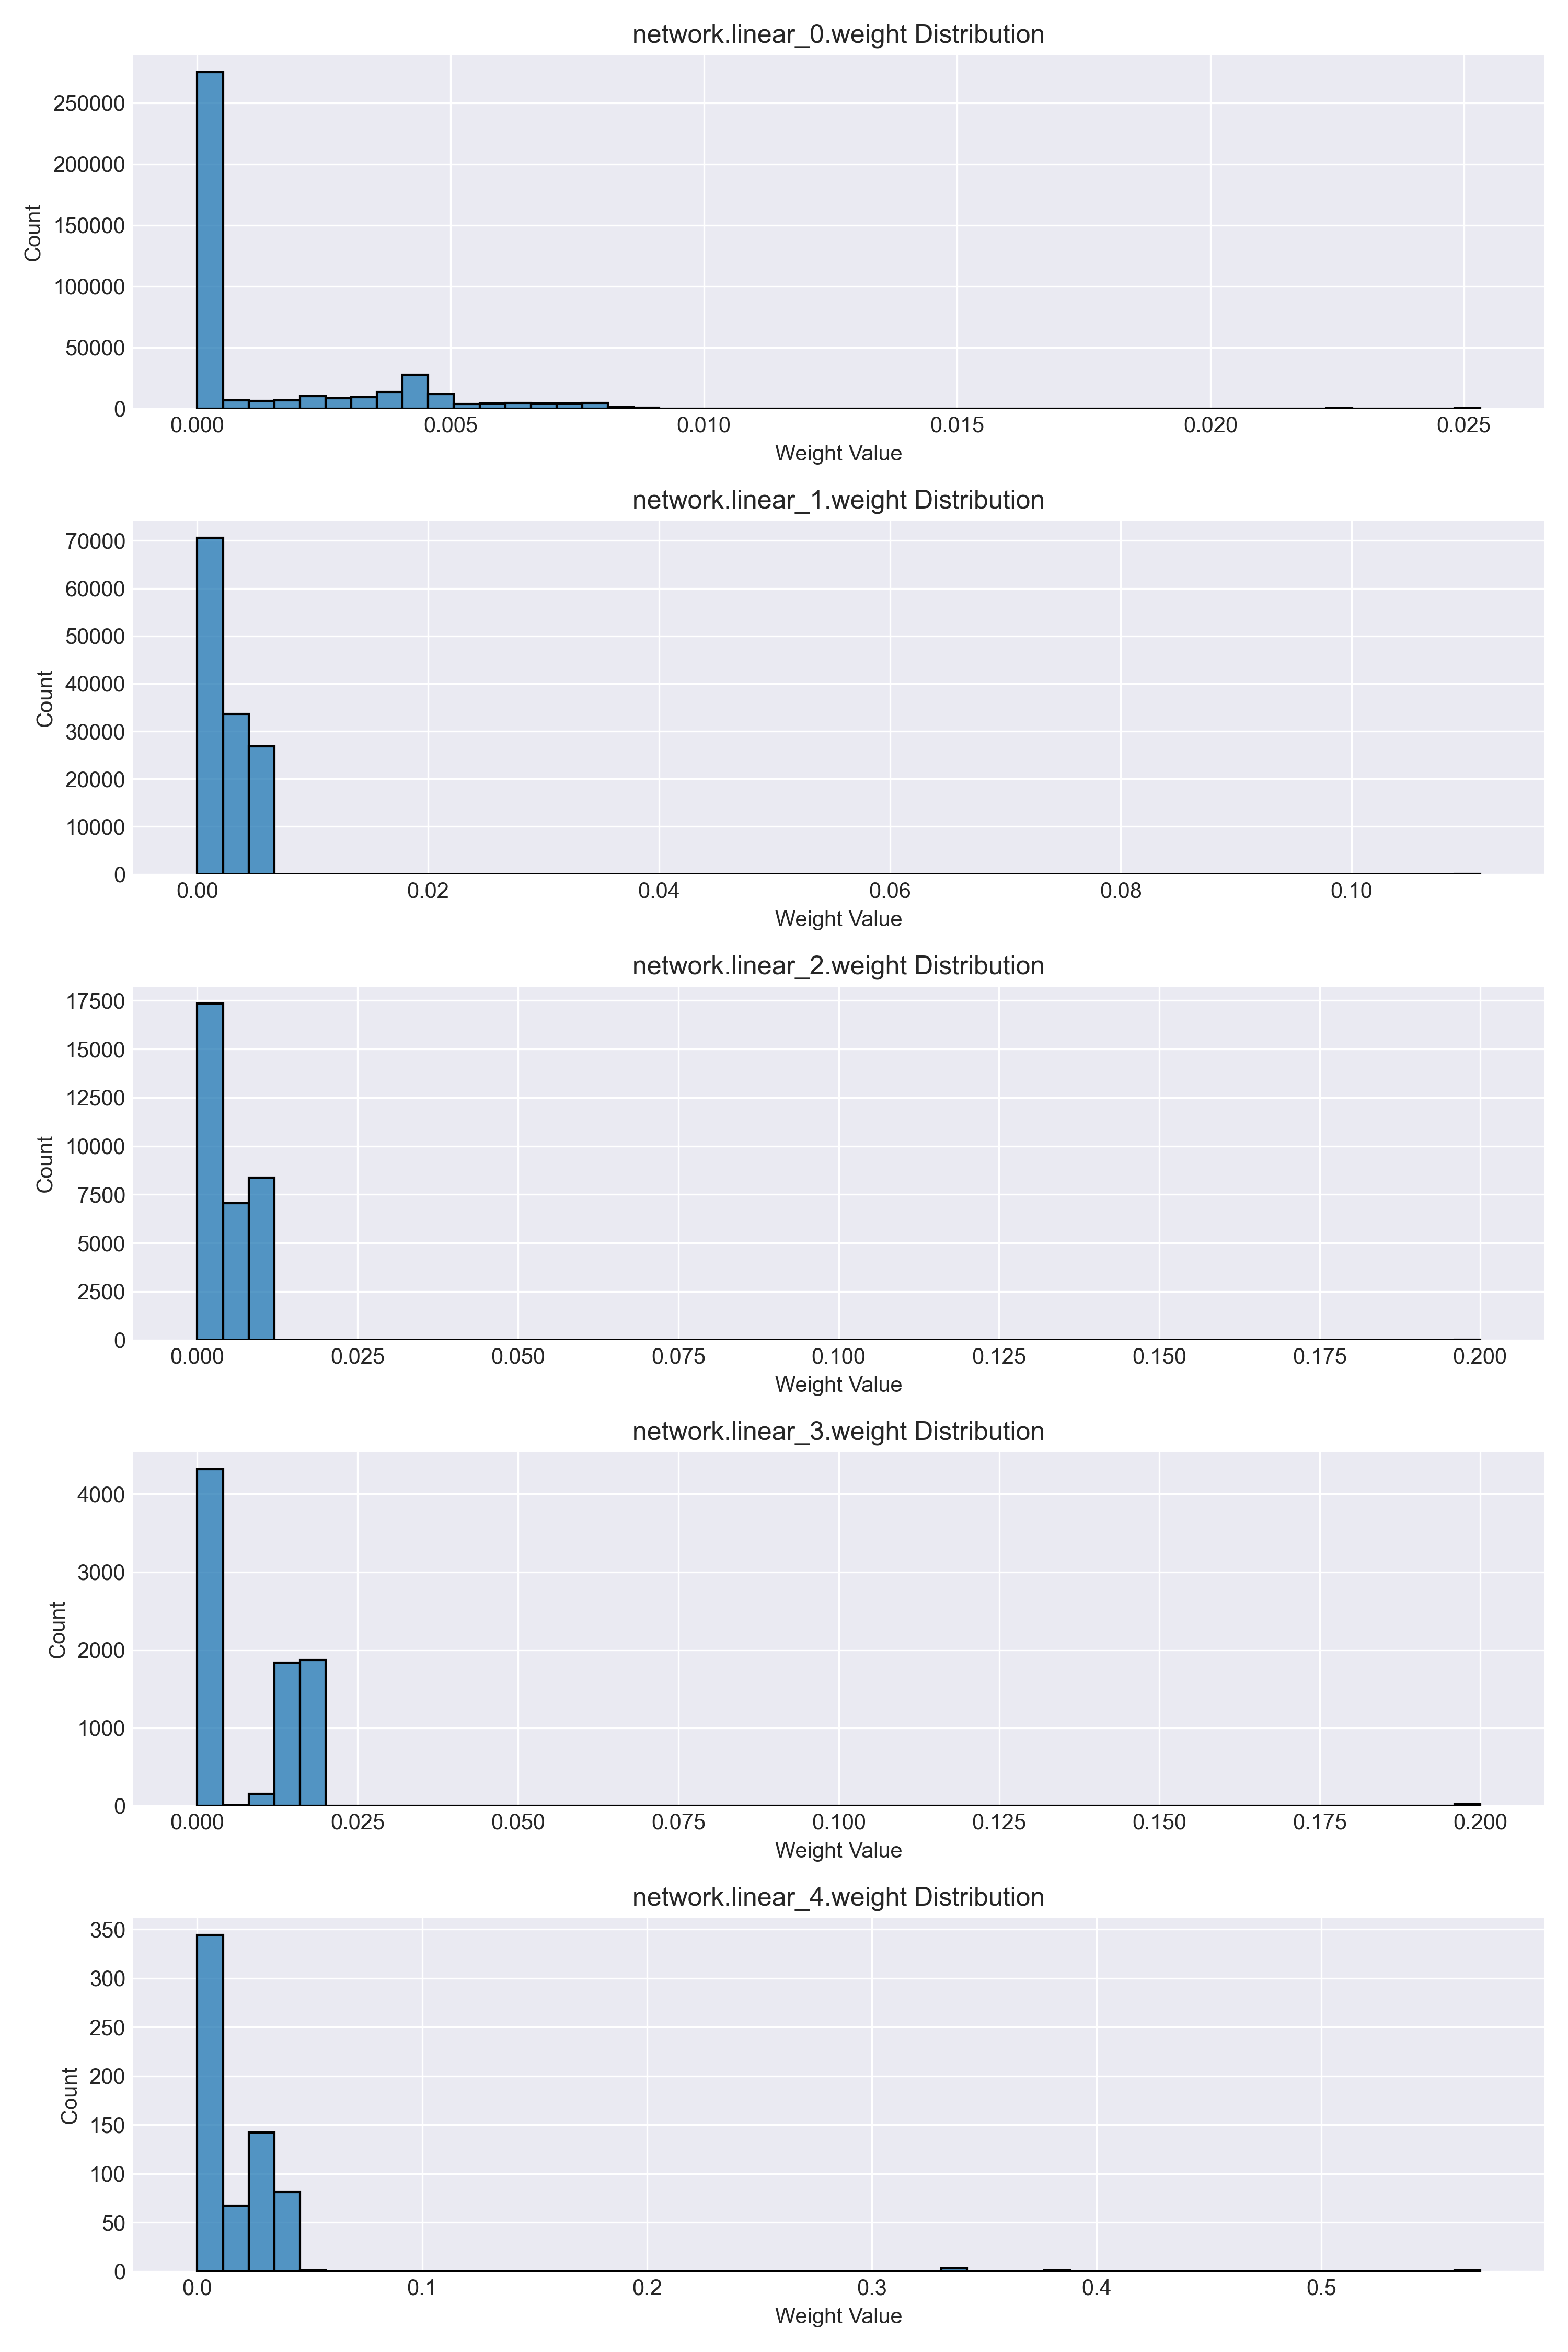 network.linear_0.weight Distribution
250000
200000
150000
100000
50000
0
Count
0.000 0.005 0.010 0.015 0.020 0.025
Weight Value
network.linear_1.weight Distribution
70000
60000
50000
40000
30000
20000
10000
0
Count
0.00 0.02 0.04 0.06 0.08 0.10
Weight Value
network.linear_2.weight Distribution
17500
15000
12500
10000
7500
5000
2500
0
Count
0.000 0.025 0.050 0.075 0.100 0.125 0.150 0.175 0.200
Weight Value
network.linear_3.weight Distribution
4000
3000
2000
1000
0
Count
0.000 0.025 0.050 0.075 0.100 0.125 0.150 0.175 0.200
Weight Value
network.linear_4.weight Distribution
350
300
250
200
150
100
50
0
Count
0.0 0.1 0.2 0.3 0.4 0.5
Weight Value